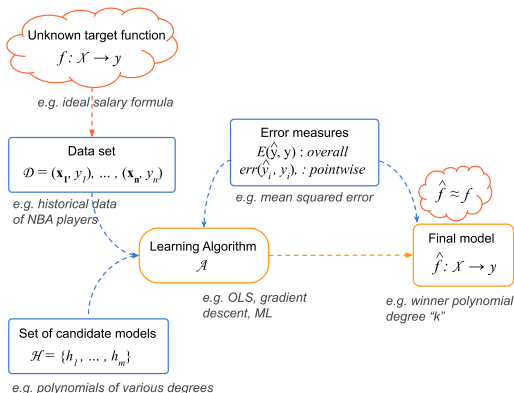 Unknown target function
f : X → y
e.g. ideal salary formula
Data set
𝒟 = (x₁, y₁), ... , (xₙ, yₙ)
e.g. historical data
of NBA players
Error measures
E(ŷ, y) : overall
err(ŷᵢ, yᵢ), : pointwise
e.g. mean squared error
f̂ ≈ f
Learning Algorithm
𝒜
e.g. OLS, gradient
descent, ML
Final model
f̂ : X → y
e.g. winner polynomial
degree “k”
Set of candidate models
ℋ = {h₁, ... , hₘ}
e.g. polynomials of various degrees